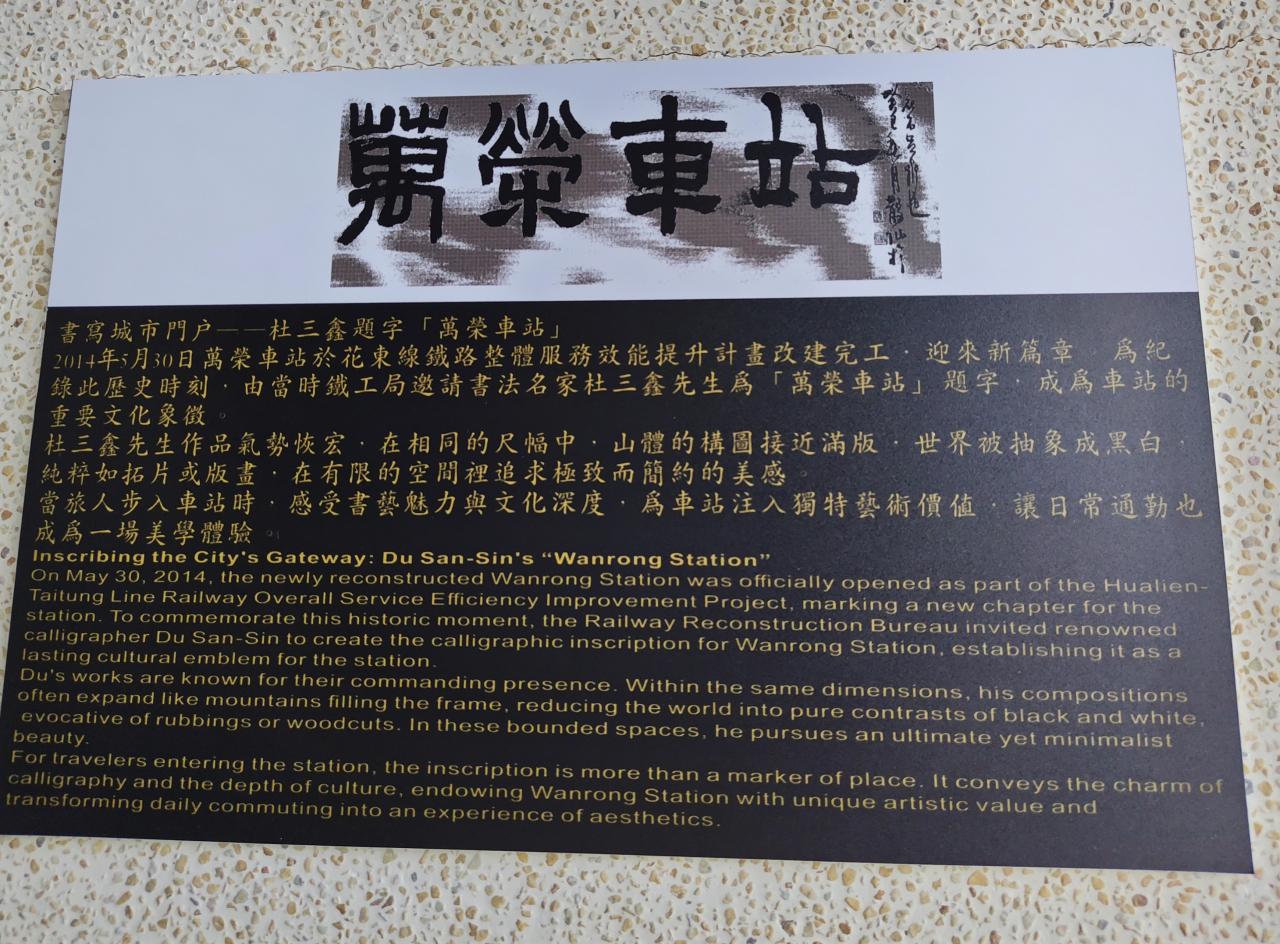 萬榮車站
書寫城市門户——杜三鑫題字「萬榮車站」
2014年5月30日萬榮車站於花東線鐵路整體服務效能提升計畫改建完工，迎來新篇章。為紀
錄此歷史時刻，由當時鐵工局邀請書法名家杜三鑫先生為「萬榮車站」題字，成為車站的
重要文化象徵。
杜三鑫先生作品氣勢恢宏，在相同的尺幅中，山體的構圖接近滿版，世界被抽象成黑白，
純粹如拓片或版畫，在有限的空間裡追求極致而簡約的美感。
當旅人步入車站時，感受書藝魅力與文化深度，為車站注入獨特藝術價值，讓日常通勤也
成為一場美學體驗。
Inscribing the City's Gateway: Du San-Sin's “Wanrong Station”
On May 30, 2014, the newly reconstructed Wanrong Station was officially opened as part of the Hualien-
Taitung Line Railway Overall Service Efficiency Improvement Project, marking a new chapter for the
station. To commemorate this historic moment, the Railway Reconstruction Bureau invited renowned
calligrapher Du San-Sin to create the calligraphic inscription for Wanrong Station, establishing it as a
lasting cultural emblem for the station.
Du's works are known for their commanding presence. Within the same dimensions, his compositions
often expand like mountains filling the frame, reducing the world into pure contrasts of black and white,
evocative of rubbings or woodcuts. In these bounded spaces, he pursues an ultimate yet minimalist
beauty.
For travelers entering the station, the inscription is more than a marker of place. It conveys the charm of
calligraphy and the depth of culture, endowing Wanrong Station with unique artistic value and
transforming daily commuting into an experience of aesthetics.